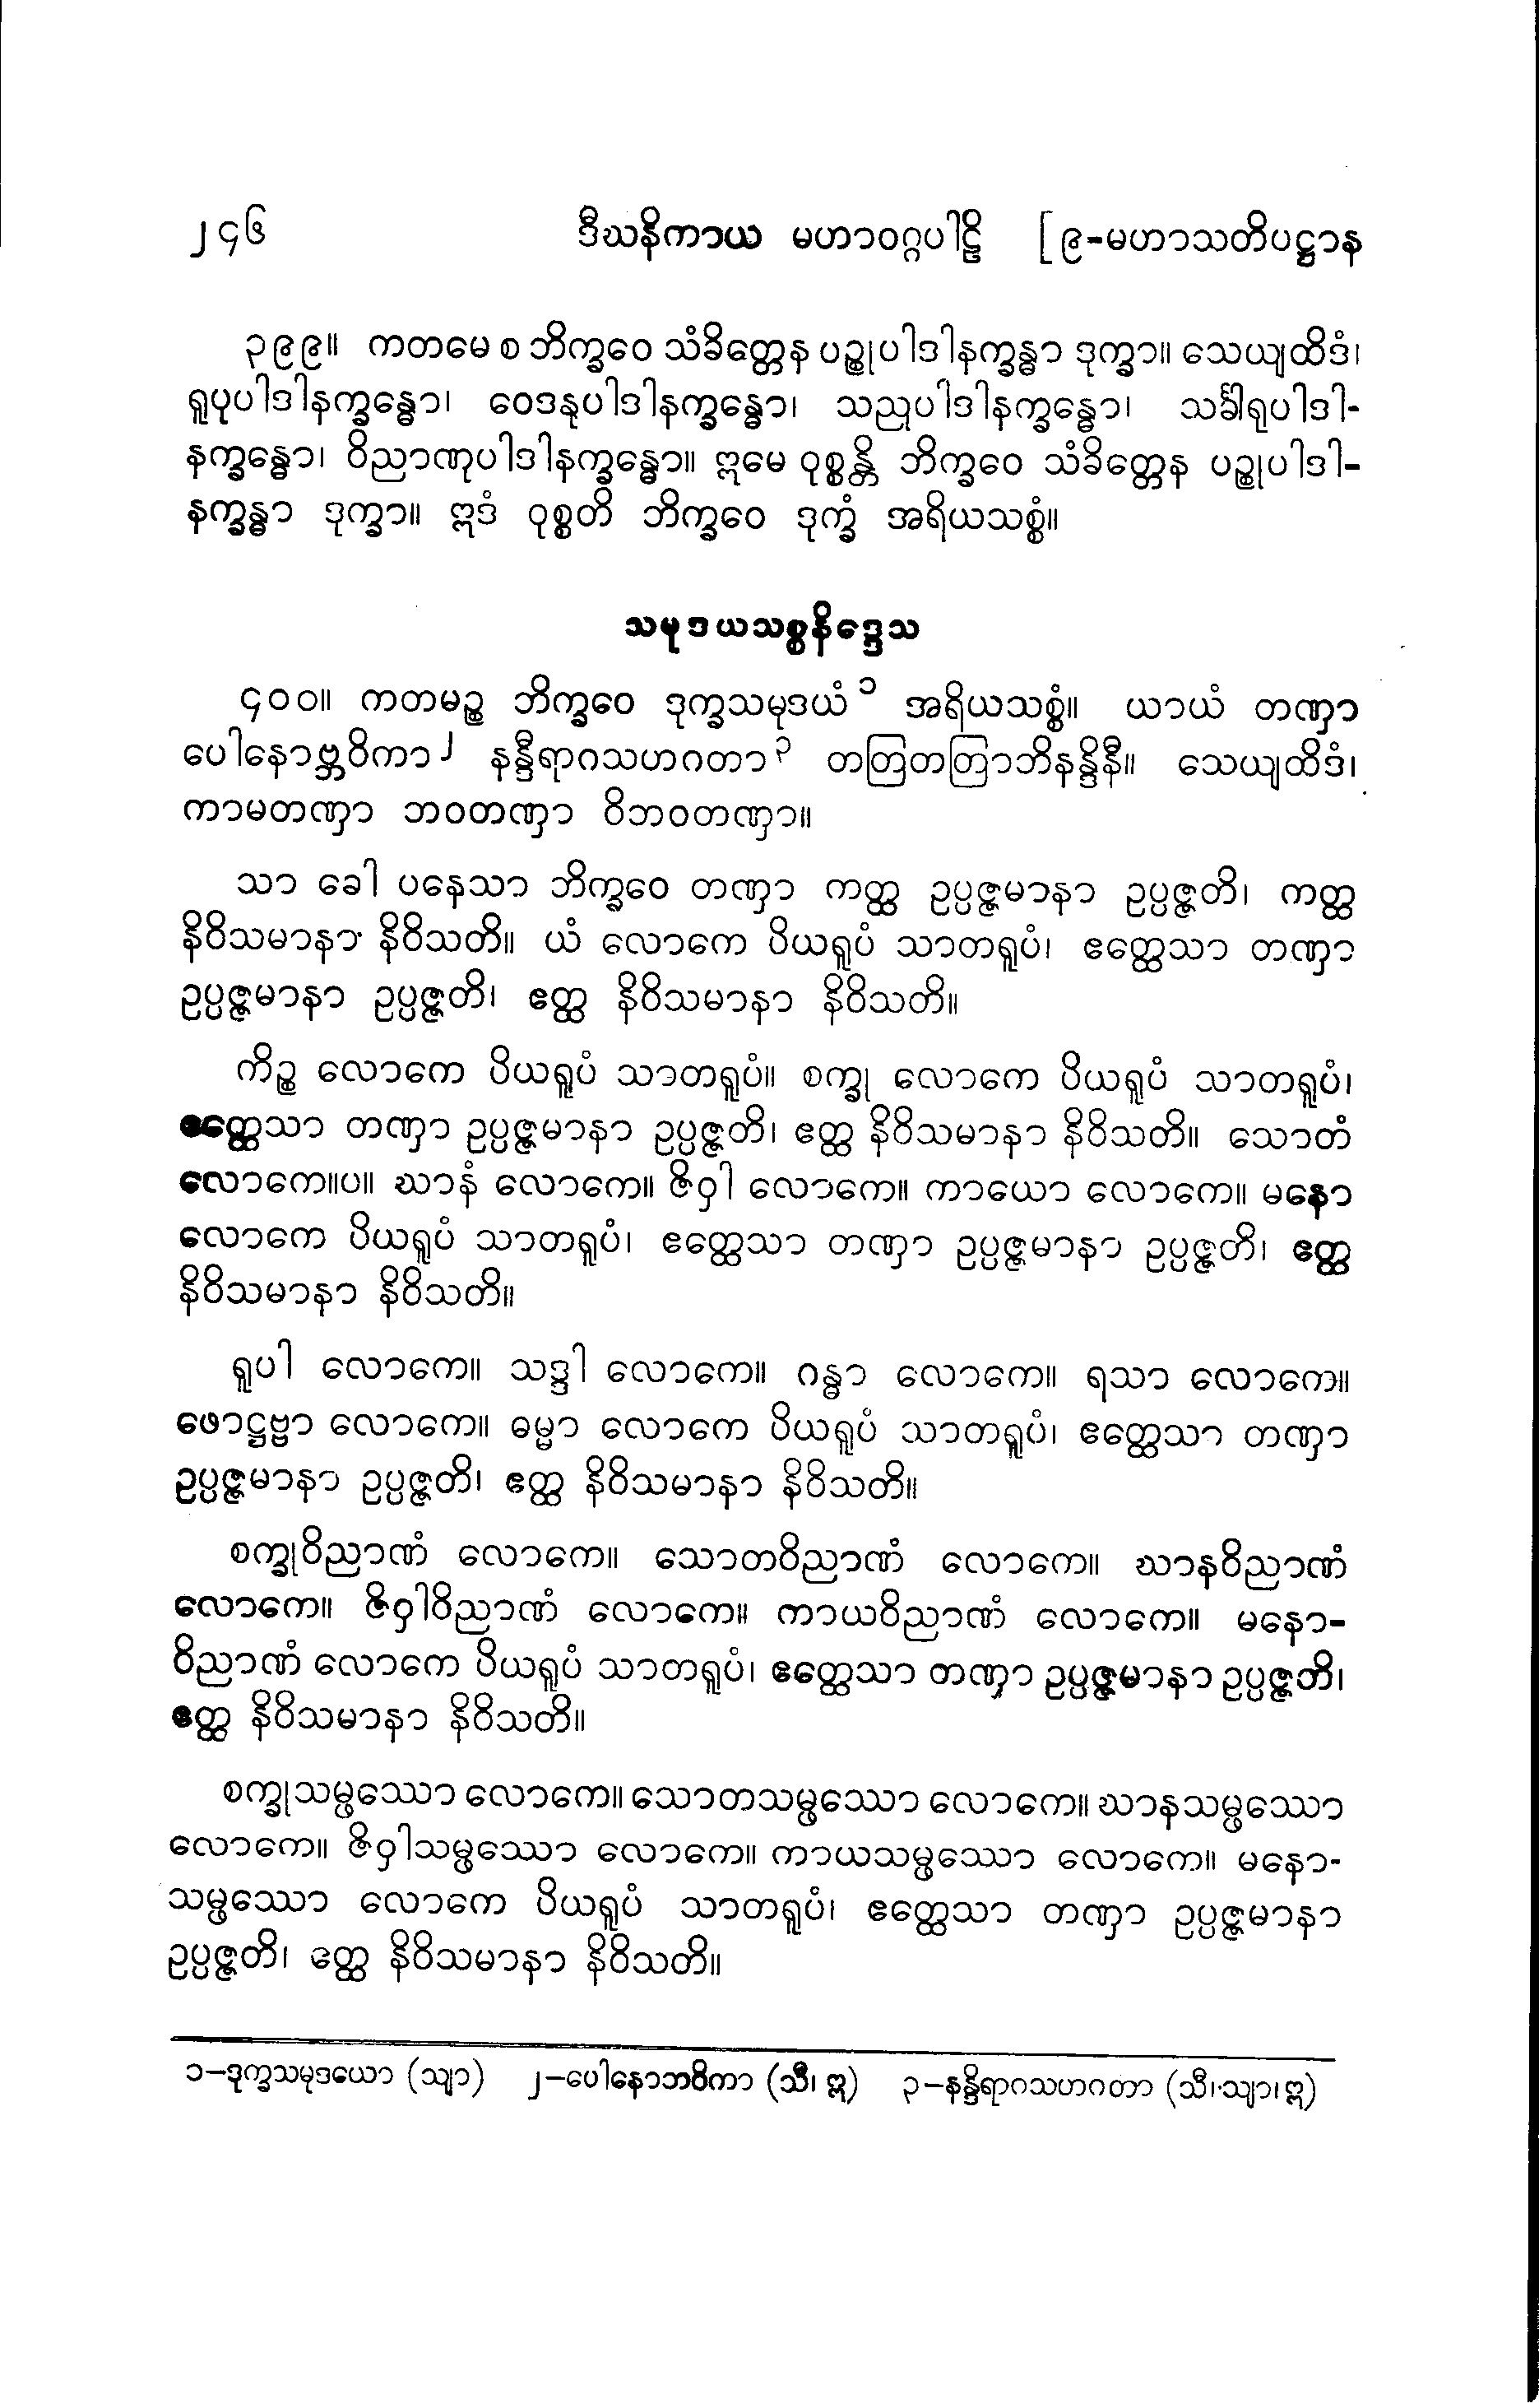 ၂၄၆ ဒီဃနိကာယ မဟာဝဂ္ဂပါဠိ [၉-မဟာသတိပဋ္ဌာန
၃၉၉။ ကတမေ စ ဘိက္ခဝေ သံခိတ္တေန ပဉ္စုပါဒါနက္ခန္ဓာ ဒုက္ခာ။ သေယျထိဒံ၊
ရူပုပါဒါနက္ခန္ဓော၊ ဝေဒနုပါဒါနက္ခန္ဓော၊ သညုပါဒါနက္ခန္ဓော၊ သင်္ခါရုပါဒါ-
နက္ခန္ဓော၊ ဝိညာဏုပါဒါနက္ခန္ဓော။ ဣမေ ဝုစ္စန္တိ ဘိက္ခဝေ သံခိတ္တေန ပဉ္စုပါဒါ-
နက္ခန္ဓာ ဒုက္ခာ။ ဣဒံ ဝုစ္စတိ ဘိက္ခဝေ ဒုက္ခံ အရိယသစ္စံ။
သမုဒယသစ္စနိဒ္ဒေသ
၄၀၀။ ကတမဉ္စ ဘိက္ခဝေ ဒုက္ခသမုဒယံ ၁ အရိယသစ္စံ။ ယာယံ တဏှာ
ပေါနောဗ္ဘဝိကာ ၂ နန္ဒီရာဂသဟဂတာ ၃ တတြတတြာဘိနန္ဒိနီ။ သေယျထိဒံ၊
ကာမတဏှာ ဘဝတဏှာ ဝိဘဝတဏှာ။
သာ ခေါ ပနေသာ ဘိက္ခဝေ တဏှာ ကတ္ထ ဥပ္ပဇ္ဇမာနာ ဥပ္ပဇ္ဇတိ၊ ကတ္ထ
နိဝိသမာနာ နိဝိသတိ။ ယံ လောကေ ပိယရူပံ သာတရူပံ၊ ဧတ္ထေသာ တဏှာ
ဥပ္ပဇ္ဇမာနာ ဥပ္ပဇ္ဇတိ၊ ဧတ္ထ နိဝိသမာနာ နိဝိသတိ။
ကိဉ္စ လောကေ ပိယရူပံ သာတရူပံ။ စက္ခု လောကေ ပိယရူပံ သာတရူပံ၊
ဧတ္ထေသာ တဏှာ ဥပ္ပဇ္ဇမာနာ ဥပ္ပဇ္ဇတိ၊ ဧတ္ထ နိဝိသမာနာ နိဝိသတိ။ သောတံ
လောကေ။ပ။ ဃာနံ လောကေ။ ဇိဝှါ လောကေ။ ကာယော လောကေ။ မနော
လောကေ ပိယရူပံ သာတရူပံ၊ ဧတ္ထေသာ တဏှာ ဥပ္ပဇ္ဇမာနာ ဥပ္ပဇ္ဇတိ၊ ဧတ္ထ
နိဝိသမာနာ နိဝိသတိ။
ရူပါ လောကေ။ သဒ္ဒါ လောကေ။ ဂန္ဓာ လောကေ။ ရသာ လောကေ။
ဖောဋ္ဌဗ္ဗာ လောကေ။ ဓမ္မာ လောကေ ပိယရူပံ သာတရူပံ၊ ဧတ္ထေသာ တဏှာ
ဥပ္ပဇ္ဇမာနာ ဥပ္ပဇ္ဇတိ၊ ဧတ္ထ နိဝိသမာနာ နိဝိသတိ။
စက္ခုဝိညာဏံ လောကေ။ သောတဝိညာဏံ လောကေ။ ဃာနဝိညာဏံ
လောကေ။ ဇိဝှါဝိညာဏံ လောကေ။ ကာယဝိညာဏံ လောကေ။ မနော-
ဝိညာဏံ လောကေ ပိယရူပံ သာတရူပံ၊ ဧတ္ထေသာ တဏှာ ဥပ္ပဇ္ဇမာနာ ဥပ္ပဇ္ဇတိ၊
ဧတ္ထ နိဝိသမာနာ နိဝိသတိ။
စက္ခုသမ္ဖဿော လောကေ။ သောတသမ္ဖဿော လောကေ။ ဃာနသမ္ဖဿော
လောကေ။ ဇိဝှါသမ္ဖဿော လောကေ။ ကာယသမ္ဖဿော လောကေ။ မနော-
သမ္ဖဿော လောကေ ပိယရူပံ သာတရူပံ၊ ဧတ္ထေသာ တဏှာ ဥပ္ပဇ္ဇမာနာ
ဥပ္ပဇ္ဇတိ၊ ဧတ္ထ နိဝိသမာနာ နိဝိသတိ။
၁-ဒုက္ခသမုဒယော (သျာ) ၂-ပေါနောဘဝိကာ (သီ၊ ဣ) ၃-နန္ဒိရာဂသဟဂတာ (သီ၊သျာ၊ဣ)